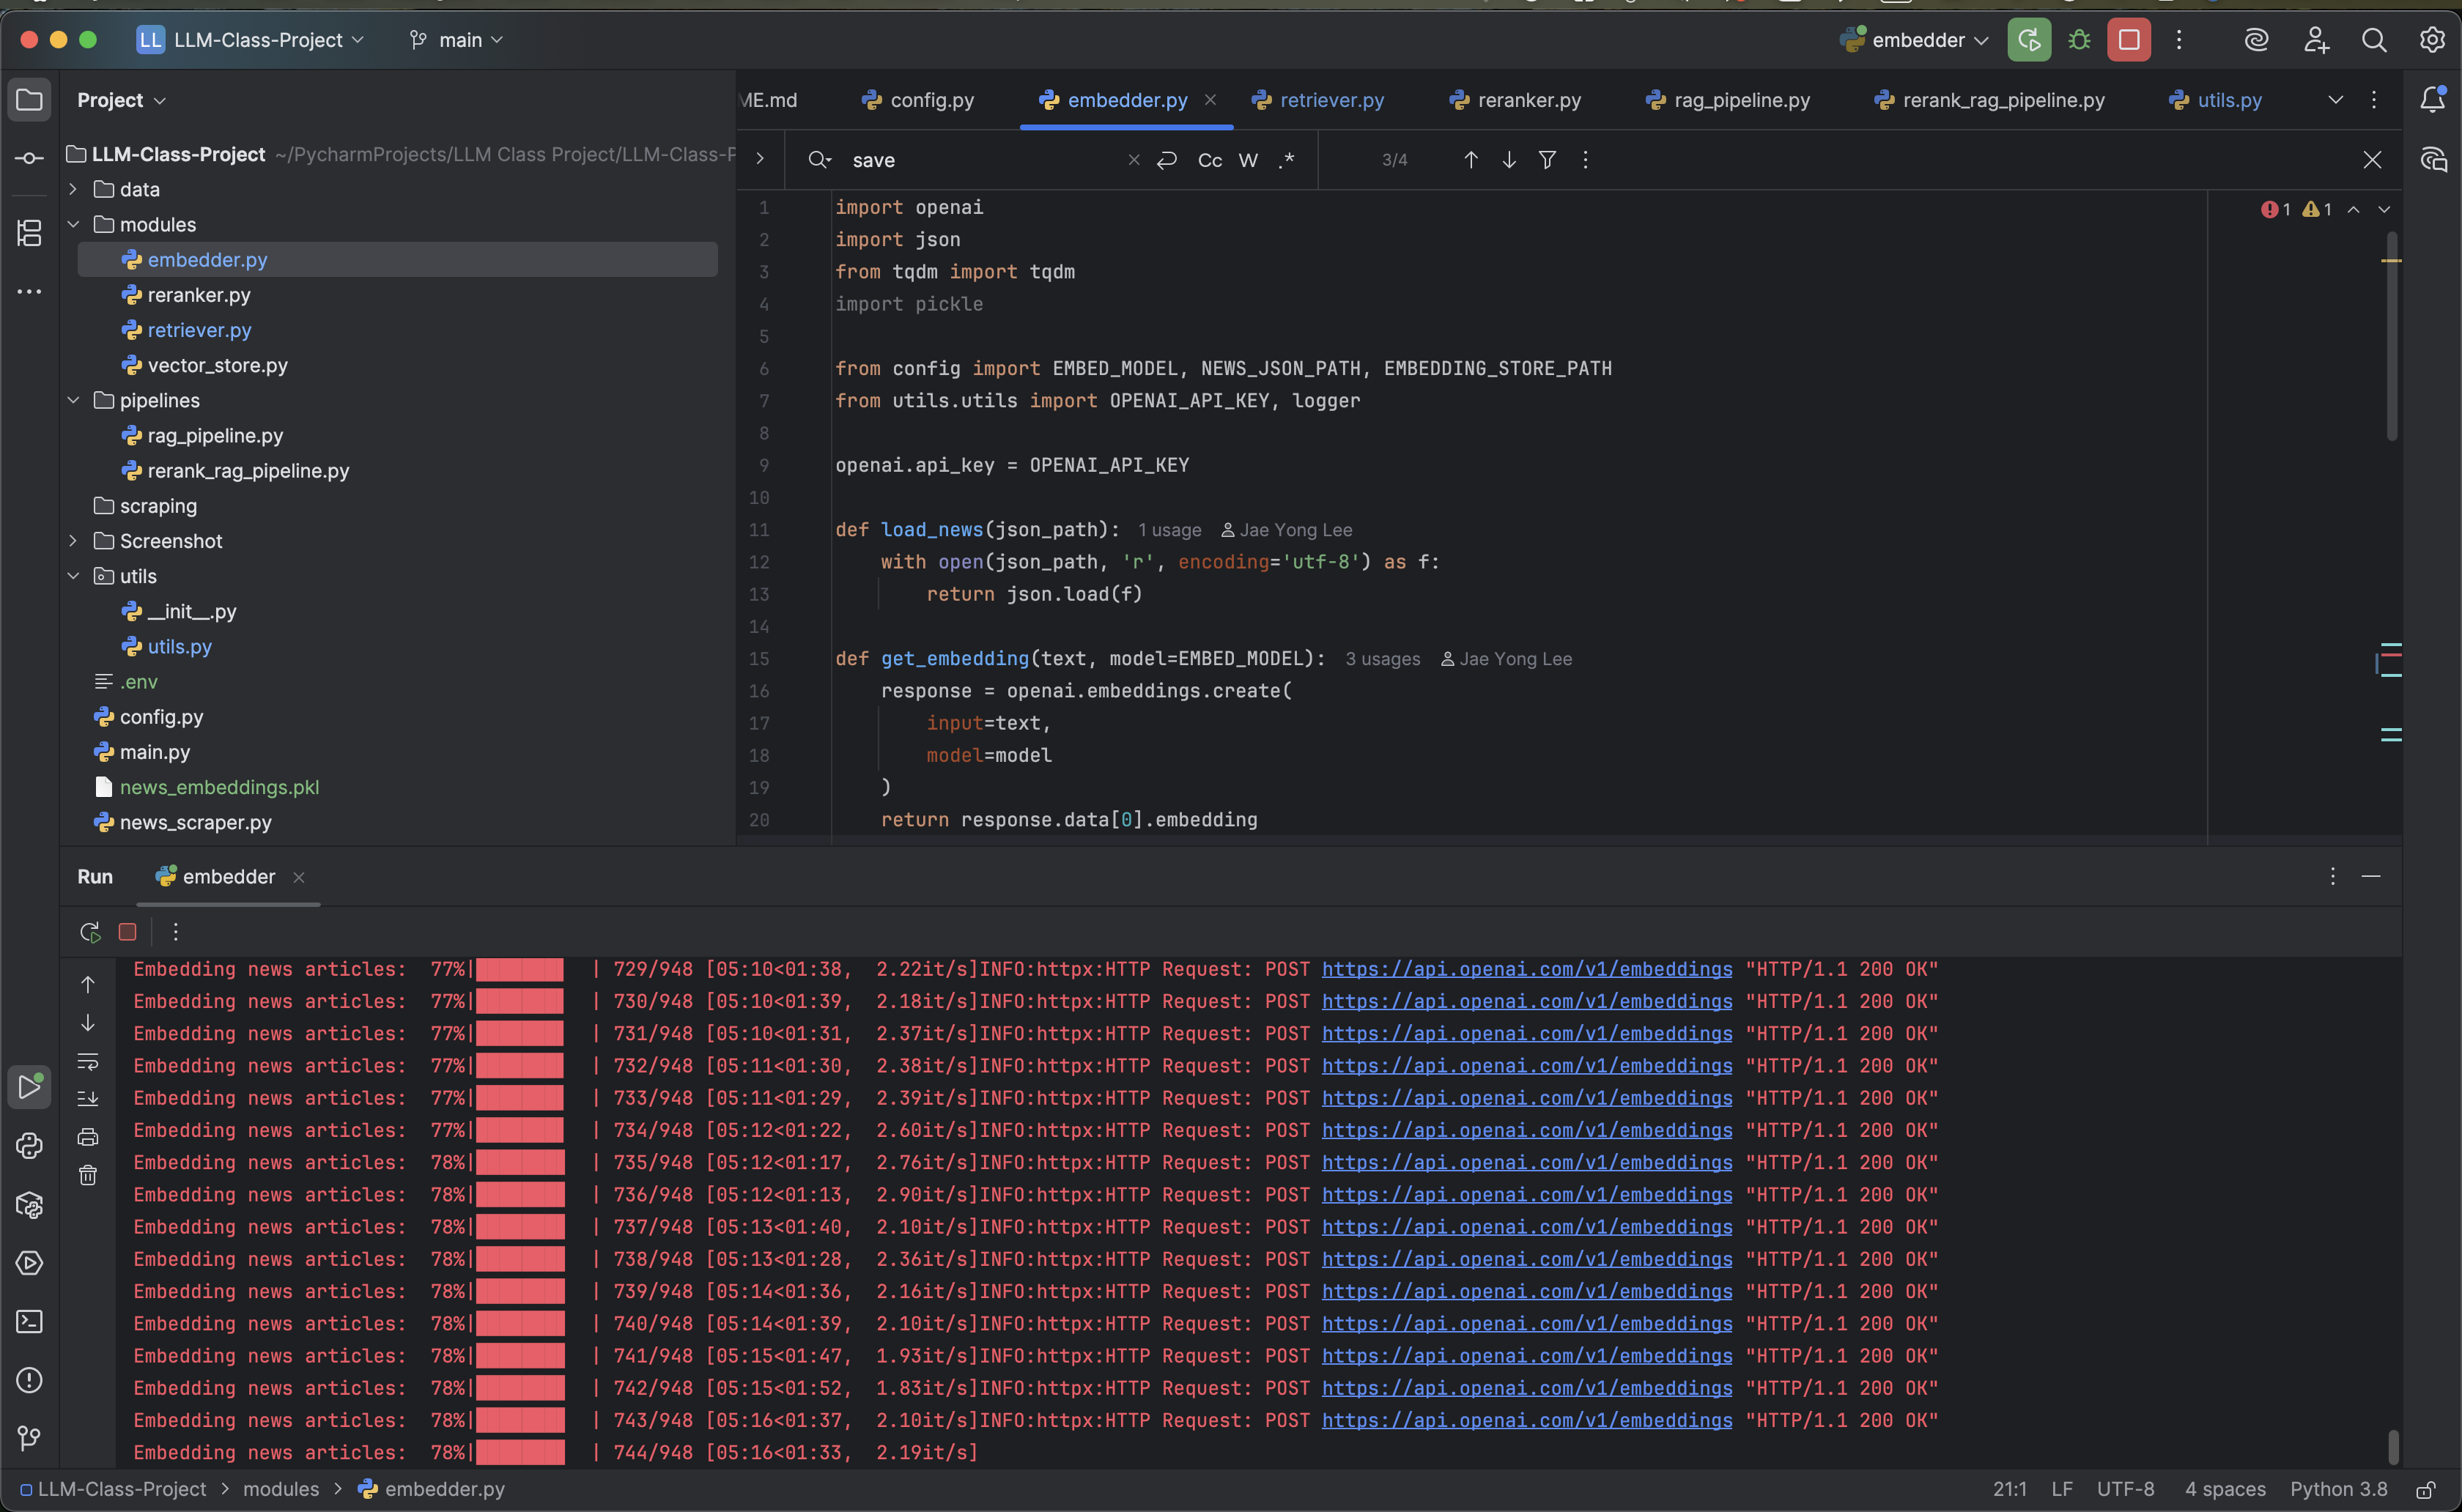 LL LLM-Class-Project main embedder
Project
ME.md config.py embedder.py retriever.py reranker.py rag_pipeline.py rerank_rag_pipeline.py utils.py
LLM-Class-Project ~/PycharmProjects/LLM Class Project/LLM-Class-P
data
modules
embedder.py
reranker.py
retriever.py
vector_store.py
pipelines
rag_pipeline.py
rerank_rag_pipeline.py
scraping
Screenshot
utils
__init__.py
utils.py
.env
config.py
main.py
news_embeddings.pkl
news_scraper.py
save Cc W .* 3/4
1 1
1 import openai
2 import json
3 from tqdm import tqdm
4 import pickle
5
6 from config import EMBED_MODEL, NEWS_JSON_PATH, EMBEDDING_STORE_PATH
7 from utils.utils import OPENAI_API_KEY, logger
8
9 openai.api_key = OPENAI_API_KEY
10
11 def load_news(json_path): 1 usage Jae Yong Lee
12 with open(json_path, 'r', encoding='utf-8') as f:
13 return json.load(f)
14
15 def get_embedding(text, model=EMBED_MODEL): 3 usages Jae Yong Lee
16 response = openai.embeddings.create(
17 input=text,
18 model=model
19 )
20 return response.data[0].embedding
Run embedder
Embedding news articles: 77%| | 729/948 [05:10<01:38, 2.22it/s]INFO:httpx:HTTP Request: POST https://api.openai.com/v1/embeddings "HTTP/1.1 200 OK"
Embedding news articles: 77%| | 730/948 [05:10<01:39, 2.18it/s]INFO:httpx:HTTP Request: POST https://api.openai.com/v1/embeddings "HTTP/1.1 200 OK"
Embedding news articles: 77%| | 731/948 [05:10<01:31, 2.37it/s]INFO:httpx:HTTP Request: POST https://api.openai.com/v1/embeddings "HTTP/1.1 200 OK"
Embedding news articles: 77%| | 732/948 [05:11<01:30, 2.38it/s]INFO:httpx:HTTP Request: POST https://api.openai.com/v1/embeddings "HTTP/1.1 200 OK"
Embedding news articles: 77%| | 733/948 [05:11<01:29, 2.39it/s]INFO:httpx:HTTP Request: POST https://api.openai.com/v1/embeddings "HTTP/1.1 200 OK"
Embedding news articles: 77%| | 734/948 [05:12<01:22, 2.60it/s]INFO:httpx:HTTP Request: POST https://api.openai.com/v1/embeddings "HTTP/1.1 200 OK"
Embedding news articles: 78%| | 735/948 [05:12<01:17, 2.76it/s]INFO:httpx:HTTP Request: POST https://api.openai.com/v1/embeddings "HTTP/1.1 200 OK"
Embedding news articles: 78%| | 736/948 [05:12<01:13, 2.90it/s]INFO:httpx:HTTP Request: POST https://api.openai.com/v1/embeddings "HTTP/1.1 200 OK"
Embedding news articles: 78%| | 737/948 [05:13<01:40, 2.10it/s]INFO:httpx:HTTP Request: POST https://api.openai.com/v1/embeddings "HTTP/1.1 200 OK"
Embedding news articles: 78%| | 738/948 [05:13<01:28, 2.36it/s]INFO:httpx:HTTP Request: POST https://api.openai.com/v1/embeddings "HTTP/1.1 200 OK"
Embedding news articles: 78%| | 739/948 [05:14<01:36, 2.16it/s]INFO:httpx:HTTP Request: POST https://api.openai.com/v1/embeddings "HTTP/1.1 200 OK"
Embedding news articles: 78%| | 740/948 [05:14<01:39, 2.10it/s]INFO:httpx:HTTP Request: POST https://api.openai.com/v1/embeddings "HTTP/1.1 200 OK"
Embedding news articles: 78%| | 741/948 [05:15<01:47, 1.93it/s]INFO:httpx:HTTP Request: POST https://api.openai.com/v1/embeddings "HTTP/1.1 200 OK"
Embedding news articles: 78%| | 742/948 [05:15<01:52, 1.83it/s]INFO:httpx:HTTP Request: POST https://api.openai.com/v1/embeddings "HTTP/1.1 200 OK"
Embedding news articles: 78%| | 743/948 [05:16<01:37, 2.10it/s]INFO:httpx:HTTP Request: POST https://api.openai.com/v1/embeddings "HTTP/1.1 200 OK"
Embedding news articles: 78%| | 744/948 [05:16<01:33, 2.19it/s]
LLM-Class-Project > modules > embedder.py 21:1 LF UTF-8 4 spaces Python 3.8